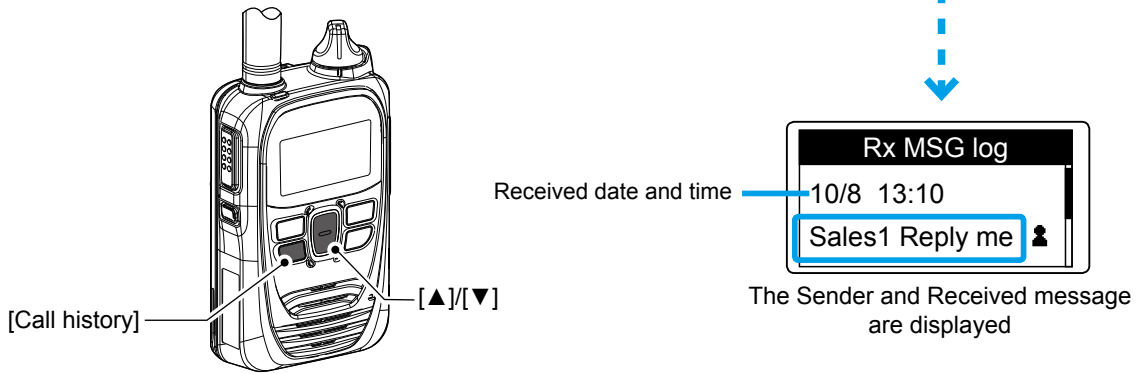 Rx MSG log
Received date and time
10/8 13:10
Sales1 Reply me
[▲]/[▼]
[Call history]
The Sender and Received message
are displayed